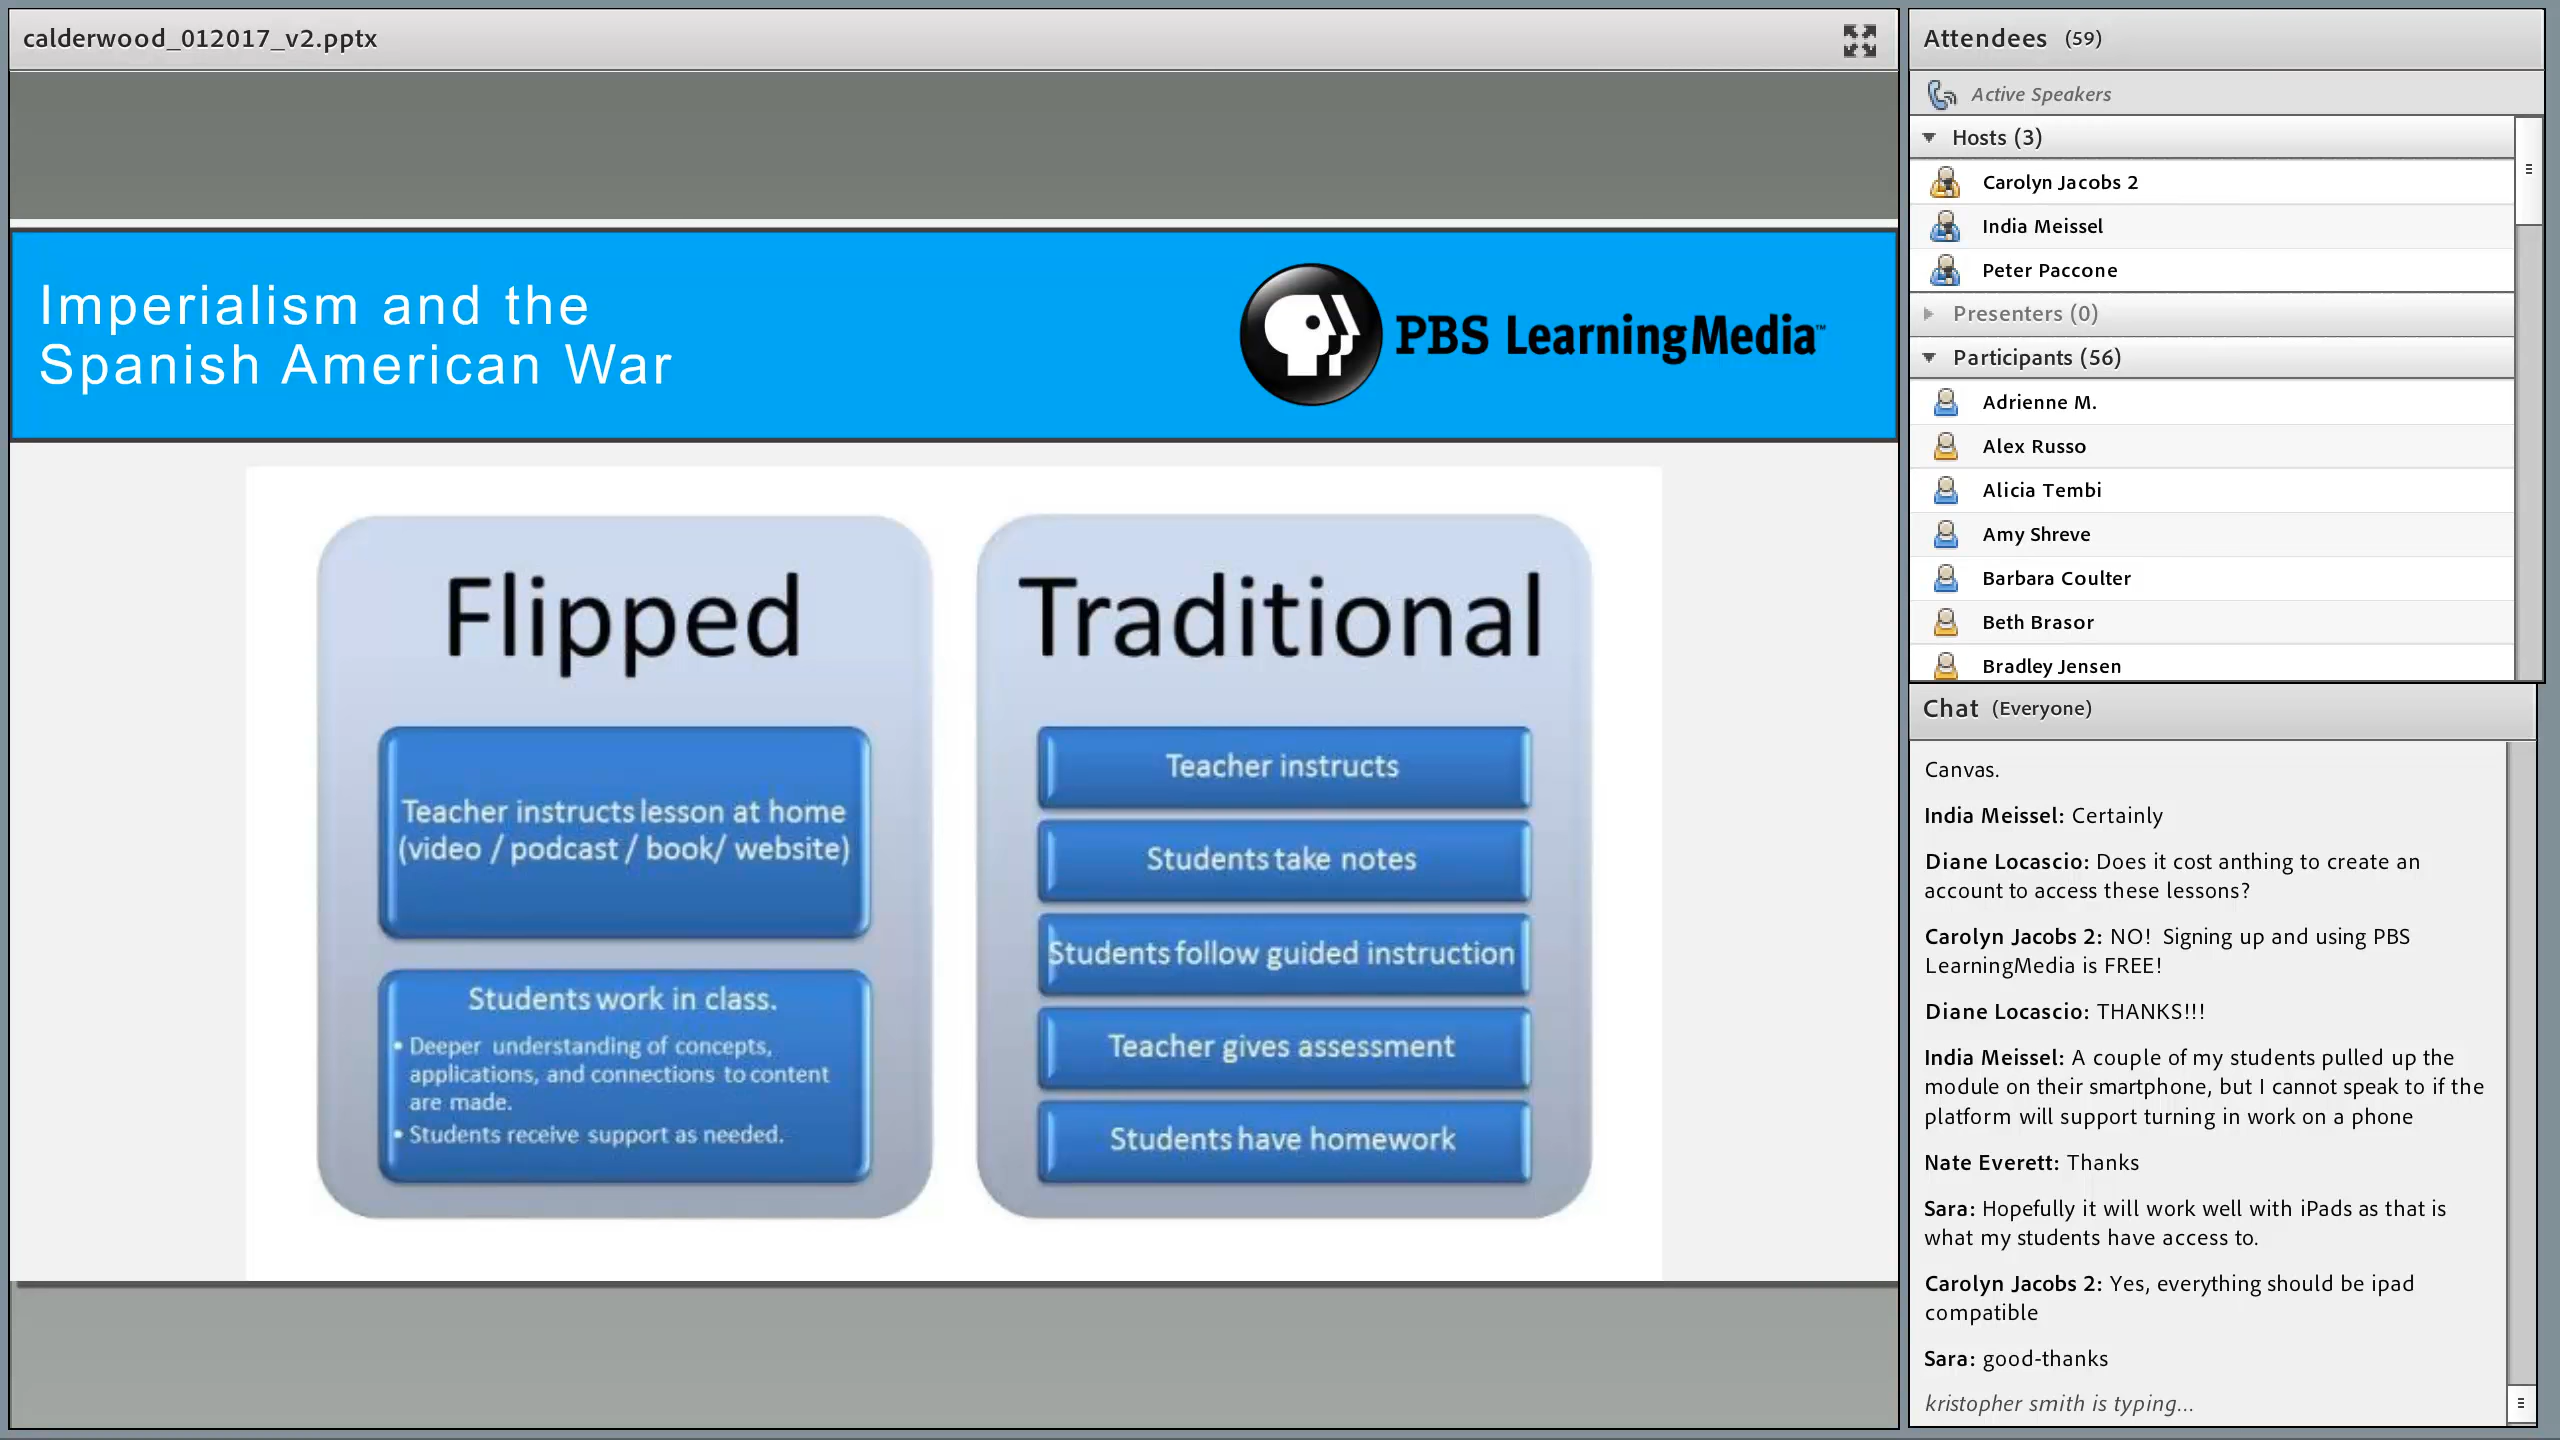 calderwood_012017_v2.pptx
Imperialism and the
Spanish American War
PBS LearningMedia™
Flipped
Teacher instructs lesson at home
(video / podcast / book/ website)
Students work in class.
• Deeper understanding of concepts,
applications, and connections to content
are made.
• Students receive support as needed.
Traditional
Teacher instructs
Students take notes
Students follow guided instruction
Teacher gives assessment
Students have homework
Attendees (59)
Active Speakers
Hosts (3)
Carolyn Jacobs 2
India Meissel
Peter Paccone
Presenters (0)
Participants (56)
Adrienne M.
Alex Russo
Alicia Tembi
Amy Shreve
Barbara Coulter
Beth Brasor
Bradley Jensen
Chat (Everyone)
Canvas.
India Meissel: Certainly
Diane Locascio: Does it cost anthing to create an
account to access these lessons?
Carolyn Jacobs 2: NO! Signing up and using PBS
LearningMedia is FREE!
Diane Locascio: THANKS!!!
India Meissel: A couple of my students pulled up the
module on their smartphone, but I cannot speak to if the
platform will support turning in work on a phone
Nate Everett: Thanks
Sara: Hopefully it will work well with iPads as that is
what my students have access to.
Carolyn Jacobs 2: Yes, everything should be ipad
compatible
Sara: good-thanks
kristopher smith is typing...